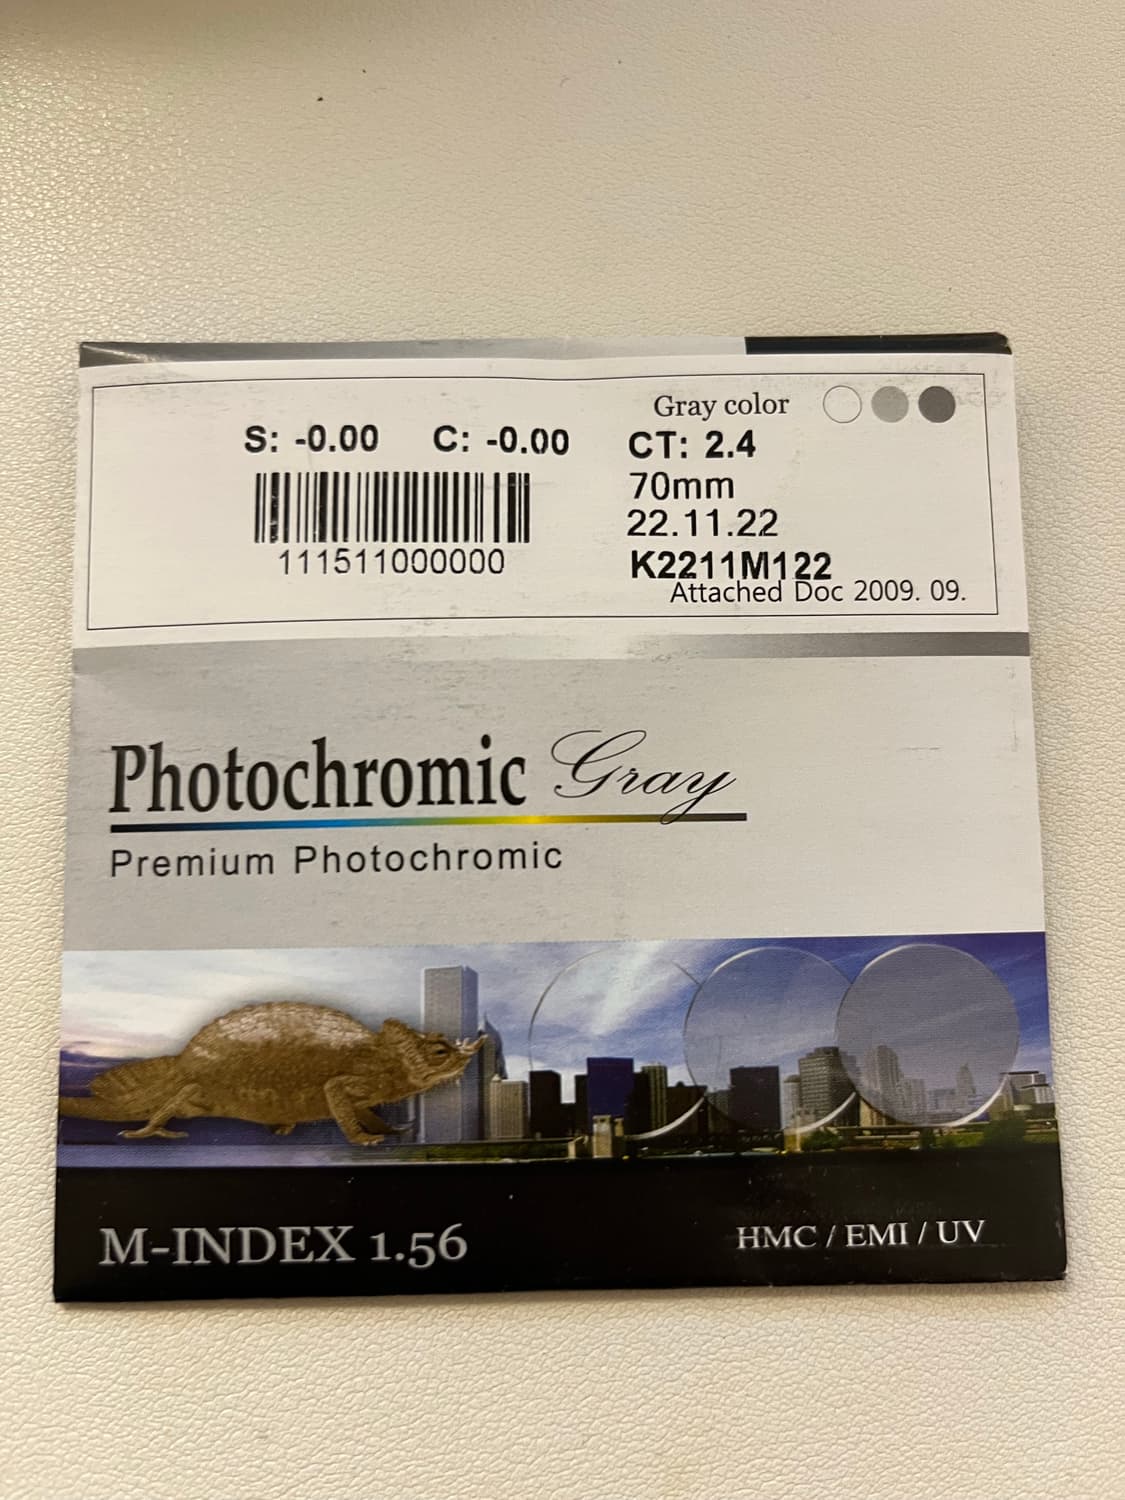 Gray color
S: -0.00 C: -0.00
CT: 2.4
70mm
22.11.22
111511000000
K2211M122
Attached Doc 2009. 09.
Photochromic Gray
Premium Photochromic
M-INDEX 1.56
HMC / EMI / UV